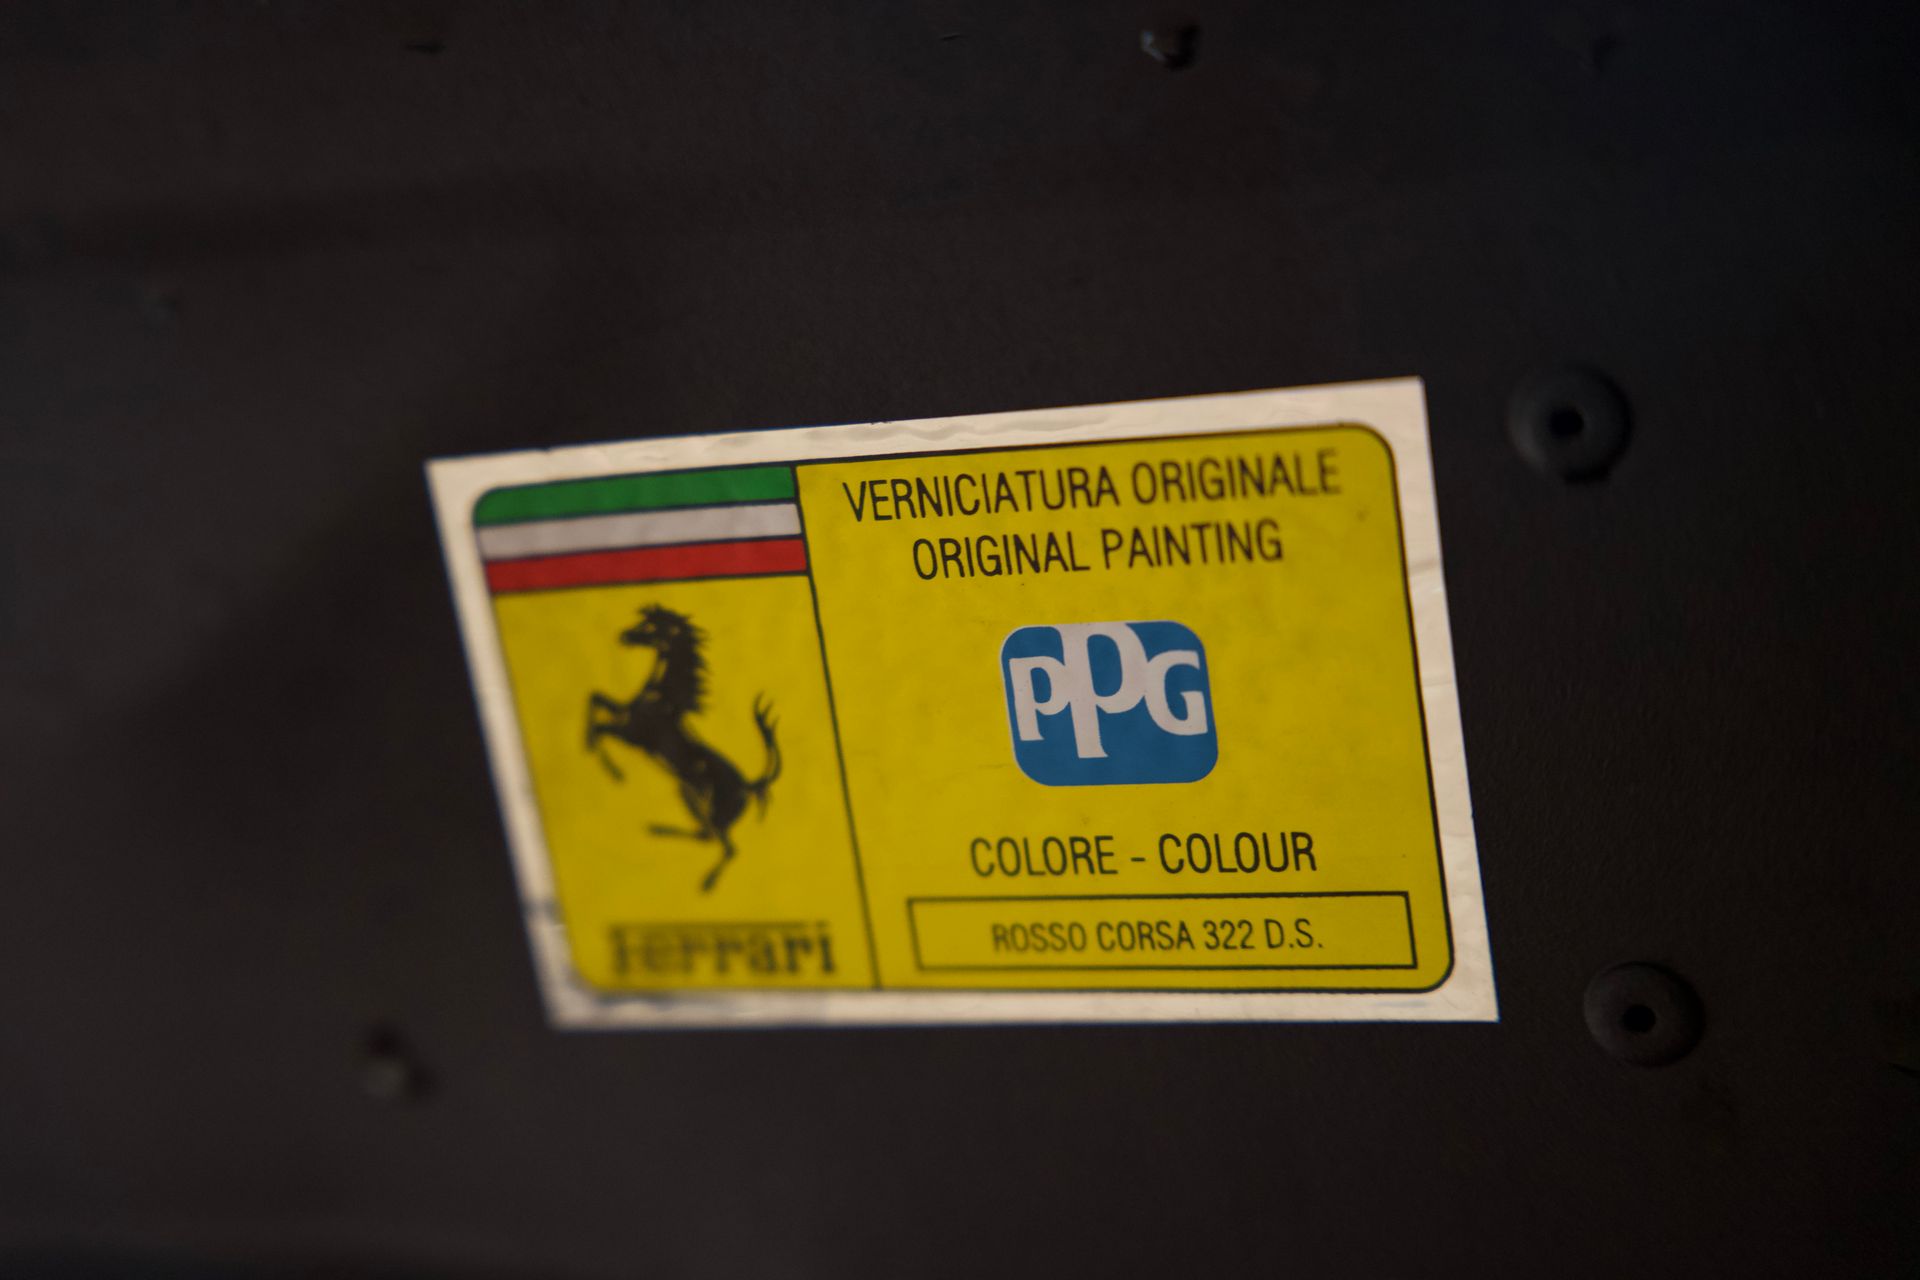 VERNICIATURA ORIGINALE
ORIGINAL PAINTING
PPG
COLORE - COLOUR
ROSSO CORSA 322 D.S.
Ferrari